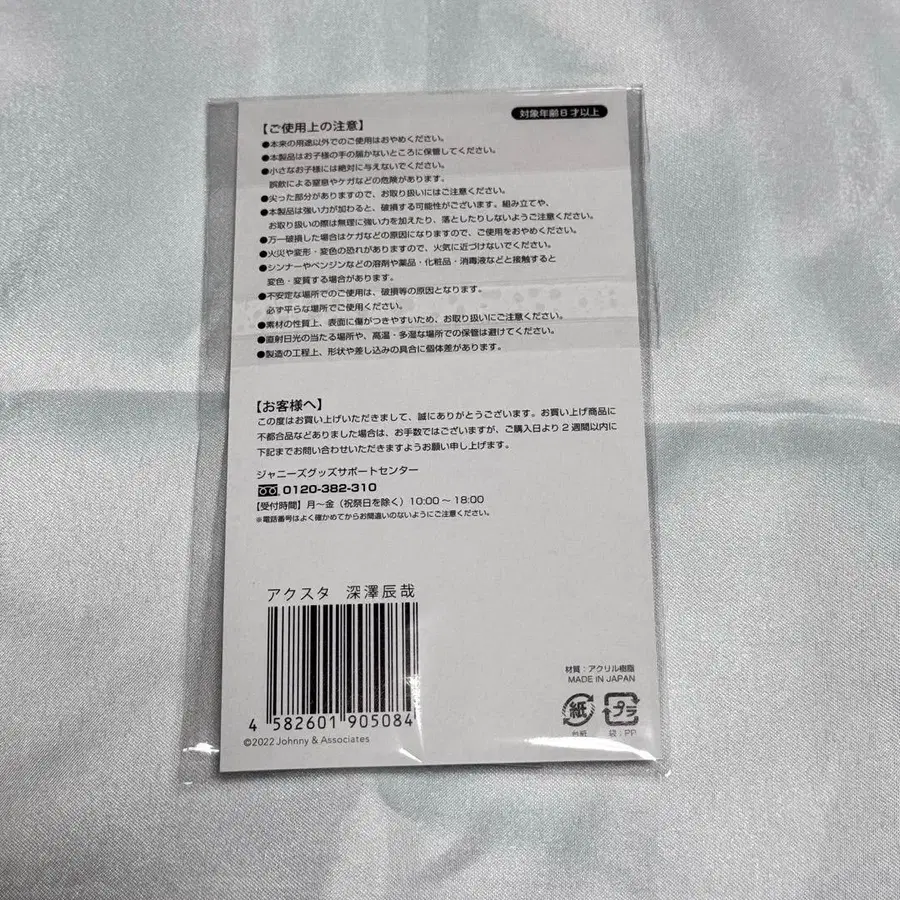 対象年齢8才以上
【ご使用上の注意】
●本来の用途以外でのご使用はおやめください。
●本製品はお子様の手の届かないところに保管してください。
●小さなお子様には絶対に与えないでください。
誤飲による窒息やケガなどの危険があります。
●尖った部分がありますので、お取り扱いにはご注意ください。
●本製品は強い力が加わると、破損する可能性がございます。組み立てや、
お取り扱いの際は無理に強い力を加えたり、落としたりしないようご注意ください。
●万一破損した場合はケガなどの原因になりますので、ご使用をおやめください。
●火災や変形・変色の恐れがありますので、火気に近づけないでください。
●シンナーやベンジンなどの溶剤や薬品・化粧品・消毒液などと接触すると
変色・変質する場合があります。
●不安定な場所でのご使用は、破損等の原因となります。
必ず平らな場所でご使用ください。
●素材の性質上、表面に傷がつきやすいため、お取り扱いにご注意ください。
●直射日光の当たる場所や、高温・多湿な場所での保管は避けてください。
●製造の工程上、形状や差し込みの具合に個体差があります。
【お客様へ】
この度はお買い上げいただきまして、誠にありがとうございます。お買い上げ商品に
不都合品などありました場合は、お手数ではございますが、ご購入日より2週間以内に
下記までお問い合わせいただきますようお願い申し上げます。
ジャニーズグッズサポートセンター
0120-382-310
【受付時間】月〜金（祝祭日を除く）10:00〜18:00
※電話番号はよく確かめてからお間違いのないようにご注意ください。
アクスタ 深澤辰哉
4 582601 905084
©2022 Johnny & Associates
材質：アクリル樹脂
MADE IN JAPAN
紙 プラ
台紙 袋：PP